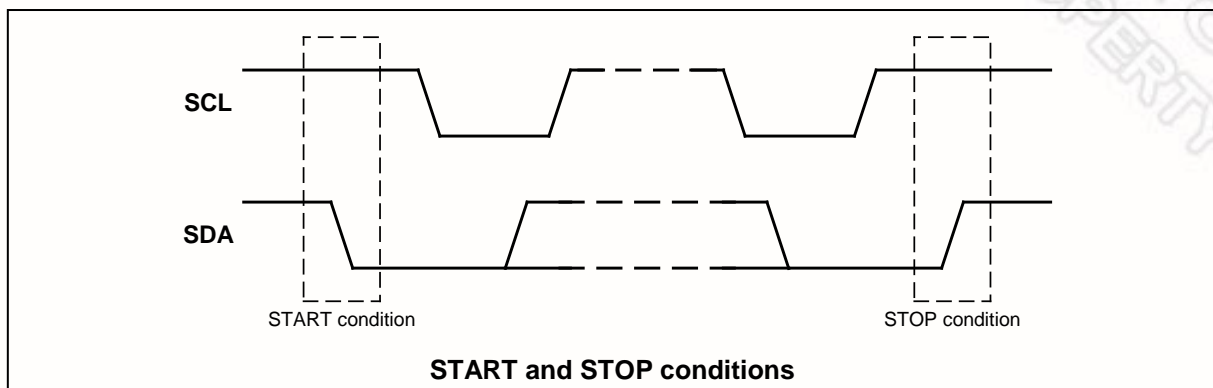 SCL
SDA
START condition
STOP condition
START and STOP conditions